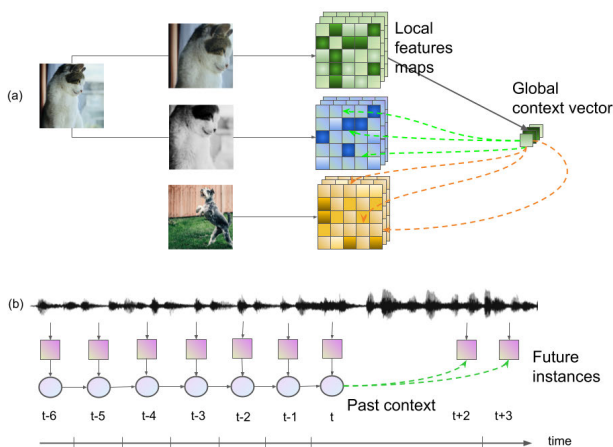 Local
features
maps
(a)
Global
context vector
(b)
Future
instances
Past context
t-6 t-5 t-4 t-3 t-2 t-1 t t+2 t+3
time